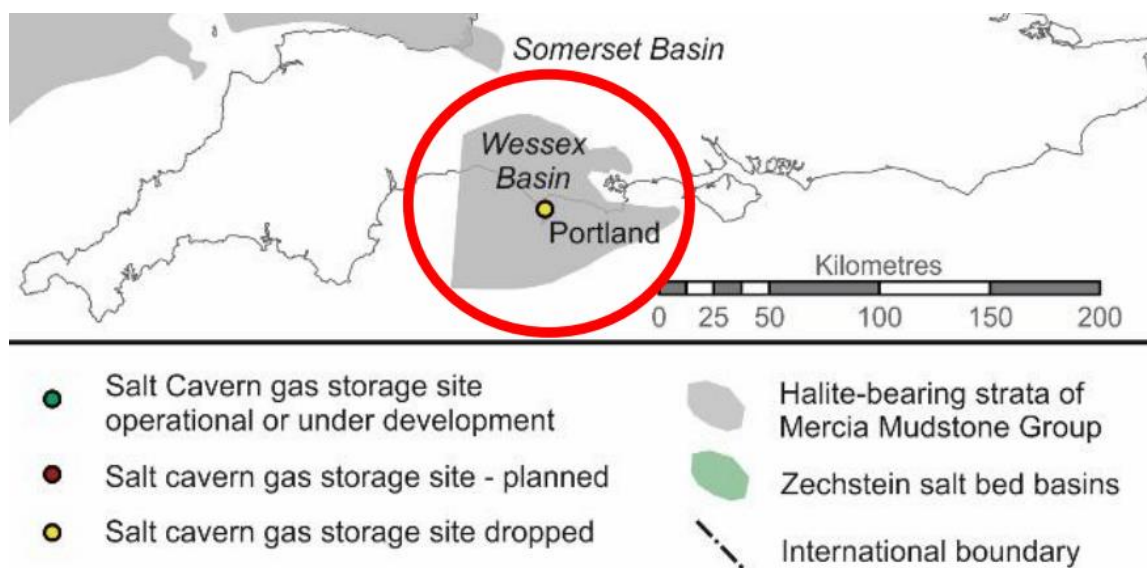 Somerset Basin
Wessex
Basin
Portland
Kilometres
0 25 50 100 150 200
Salt Cavern gas storage site
operational or under development
Salt cavern gas storage site - planned
Salt cavern gas storage site dropped
Halite-bearing strata of
Mercia Mudstone Group
Zechstein salt bed basins
International boundary